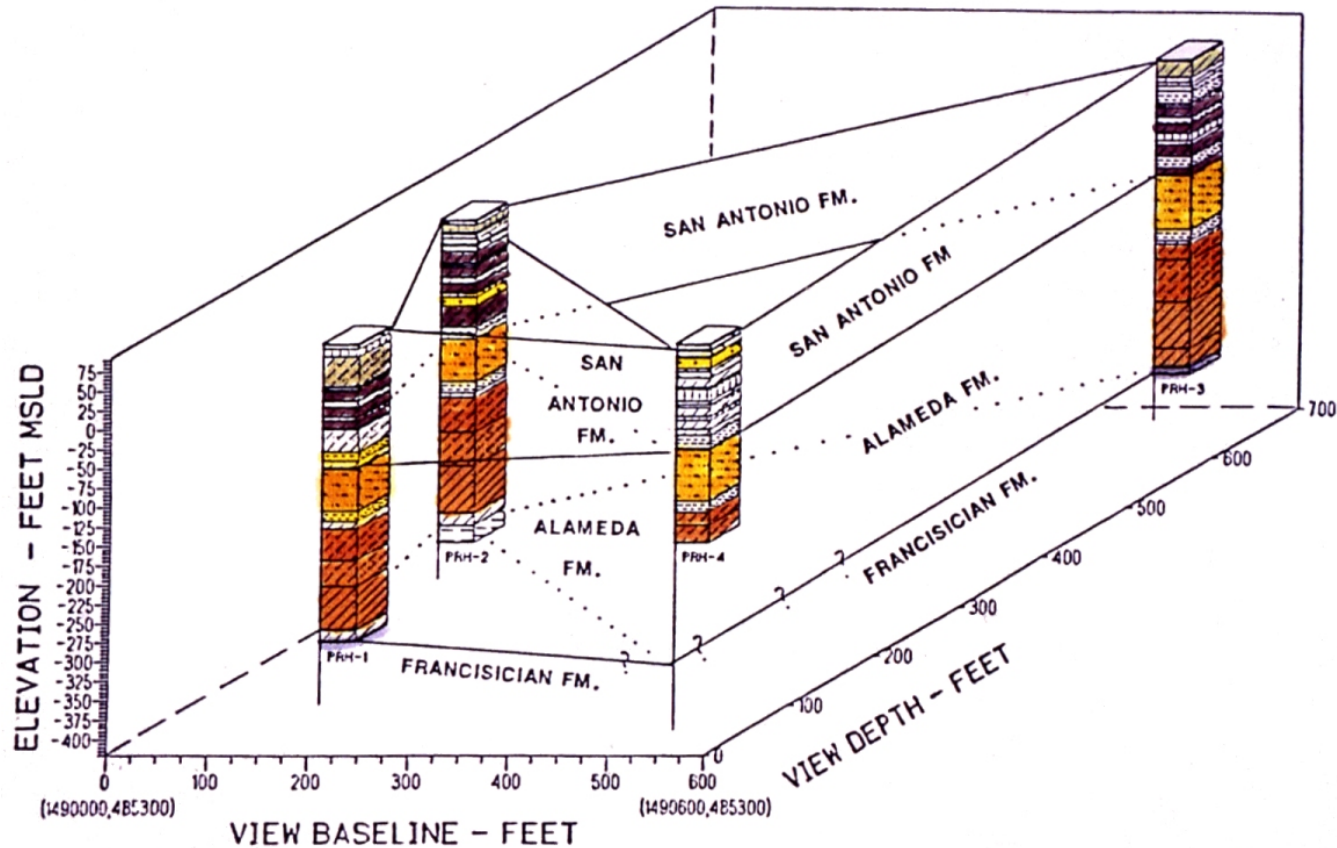 SAN ANTONIO FM.
SAN ANTONIO FM
SAN
ANTONIO
FM.
ALAMEDA FM.
ALAMEDA
FM.
FRANCISICIAN FM.
FRANCISICIAN FM.
PRH-1
PRH-2
PRH-3
PRH-4
?
?
?
?
ELEVATION - FEET MSLD
75
50
25
0
-25
-50
-75
-100
-125
-150
-175
-200
-225
-250
-275
-300
-325
-350
-375
-400
0
100
200
300
400
500
600
(1490000,485300)
(1490600,485300)
VIEW BASELINE - FEET
0
100
200
300
400
500
600
700
VIEW DEPTH - FEET